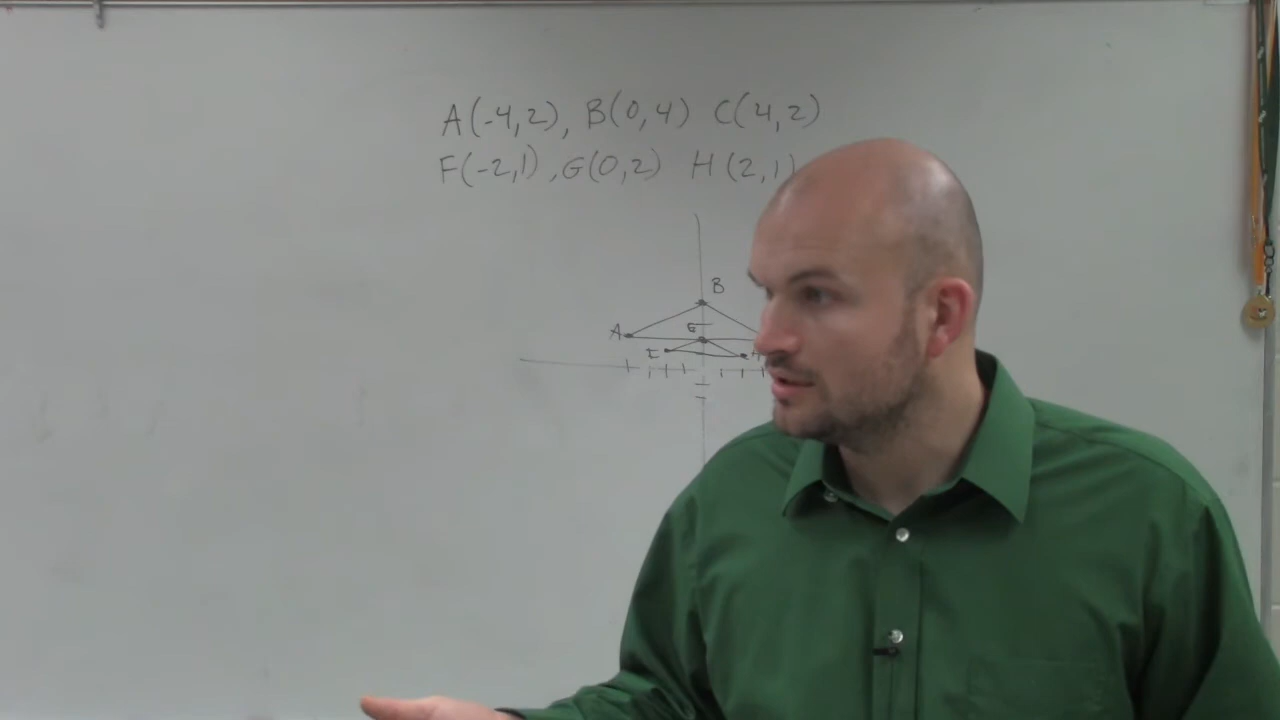 A(-4,2), B(0,4) C(4,2)
F(-2,1), G(0,2) H(2,1)
B
A
G